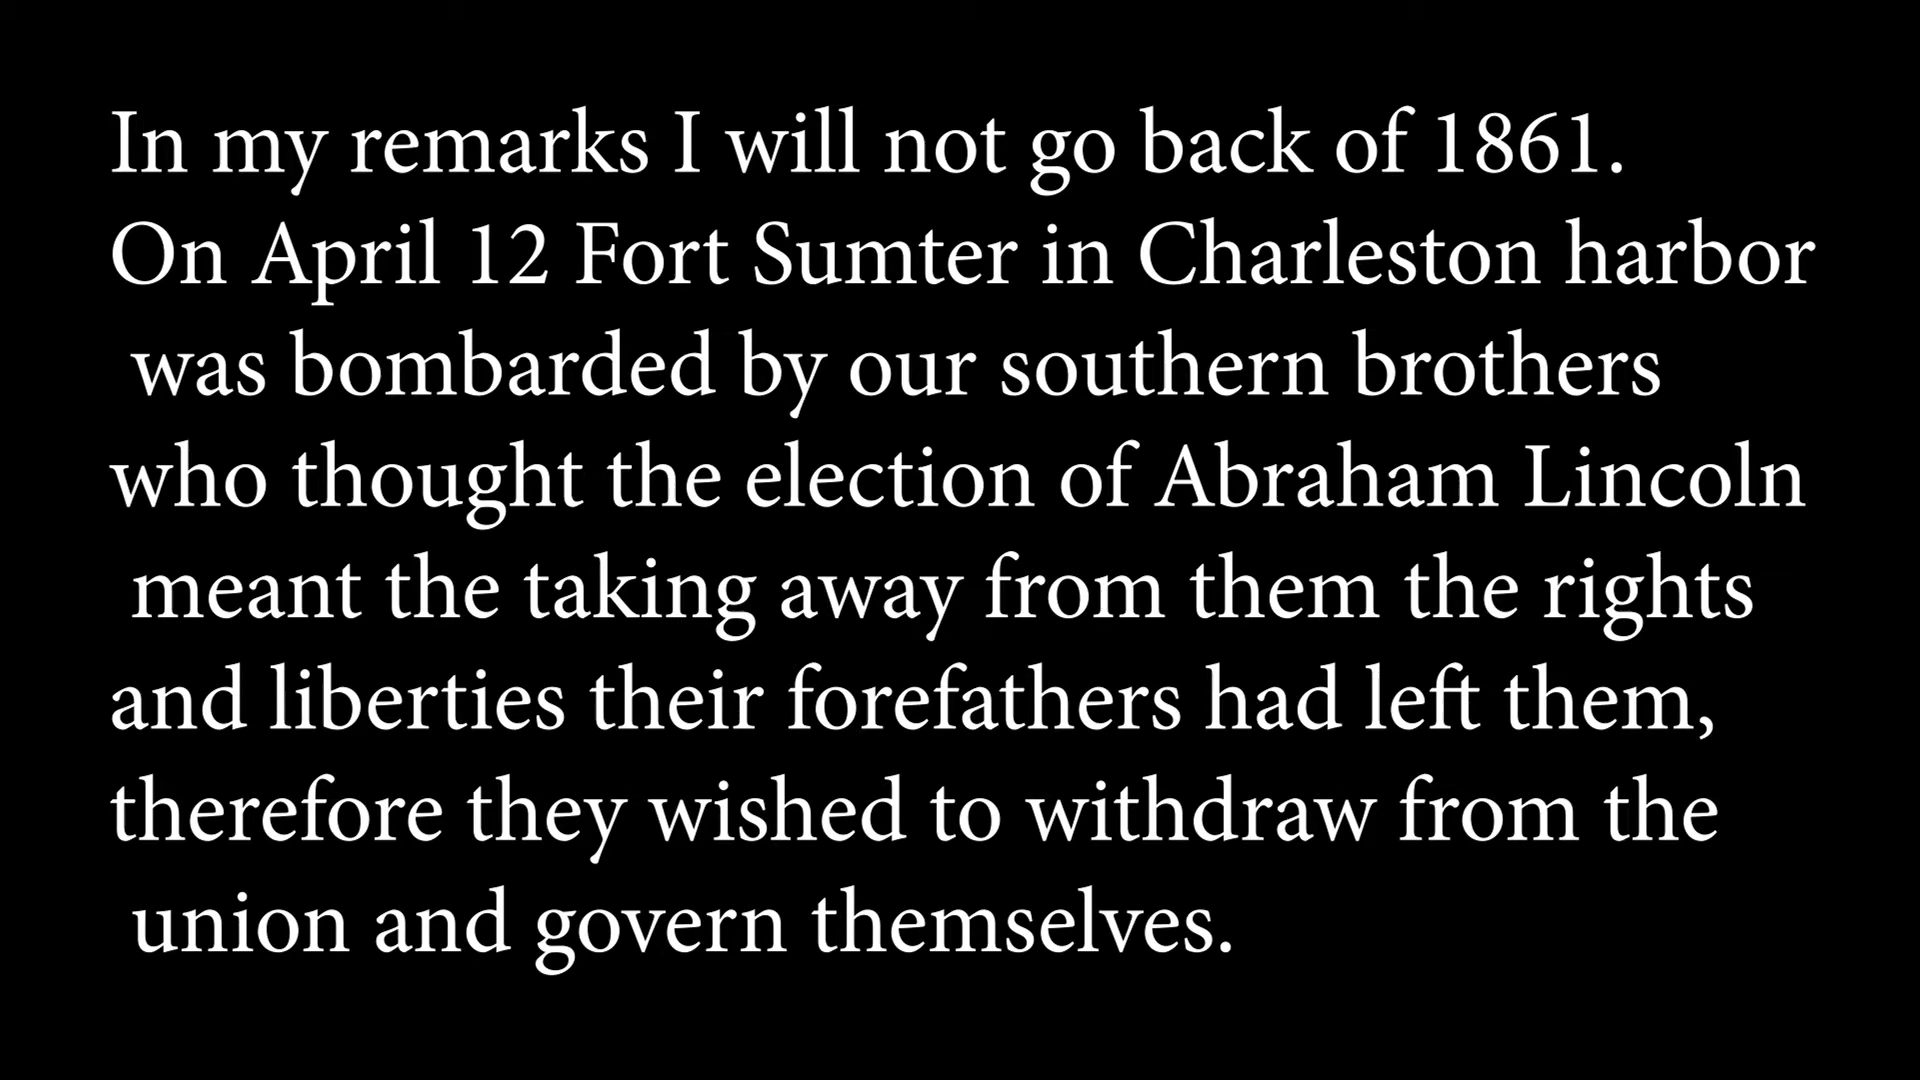 In my remarks I will not go back of 1861.
On April 12 Fort Sumter in Charleston harbor
was bombarded by our southern brothers
who thought the election of Abraham Lincoln
meant the taking away from them the rights
and liberties their forefathers had left them,
therefore they wished to withdraw from the
union and govern themselves.